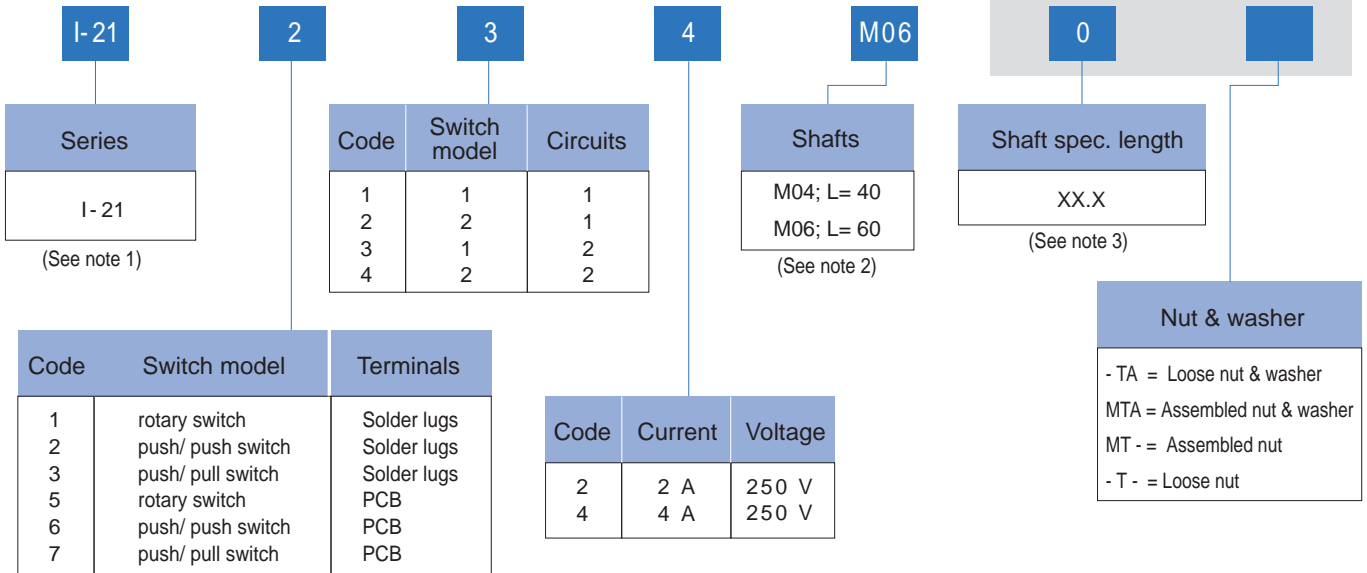 I-21 2 3 4 M06 0
Series
I-21
(See note 1)
Code Switch model Circuits
1 1 1
2 2 1
3 1 2
4 2 2
Shafts
M04; L= 40
M06; L= 60
(See note 2)
Shaft spec. length
XX.X
(See note 3)
Code Switch model Terminals
1 rotary switch Solder lugs
2 push/ push switch Solder lugs
3 push/ pull switch Solder lugs
5 rotary switch PCB
6 push/ push switch PCB
7 push/ pull switch PCB
Code Current Voltage
2 2 A 250 V
4 4 A 250 V
Nut & washer
- TA = Loose nut & washer
MTA = Assembled nut & washer
MT - = Assembled nut
- T - = Loose nut